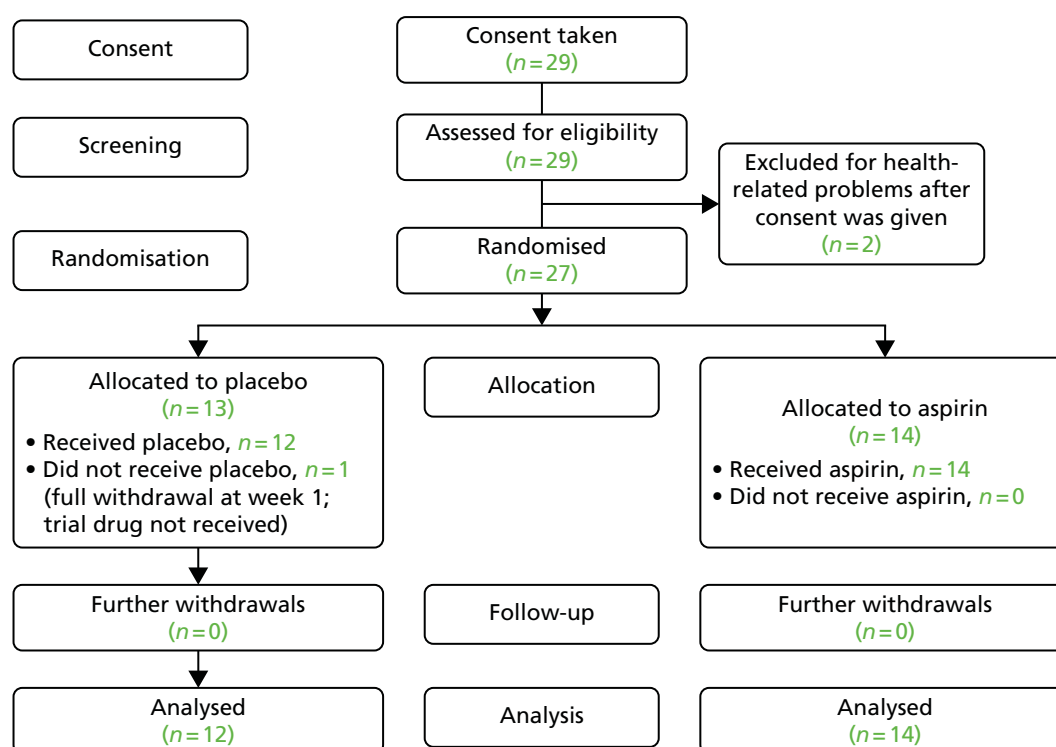 Consent
Consent taken
(n=29)
Screening
Assessed for eligibility
(n=29)
Excluded for health-
related problems after
consent was given
(n=2)
Randomisation
Randomised
(n=27)
Allocated to placebo
(n=13)
• Received placebo, n=12
• Did not receive placebo, n=1
(full withdrawal at week 1;
trial drug not received)
Allocation
Allocated to aspirin
(n=14)
• Received aspirin, n=14
• Did not receive aspirin, n=0
Further withdrawals
(n=0)
Follow-up
Further withdrawals
(n=0)
Analysed
(n=12)
Analysis
Analysed
(n=14)